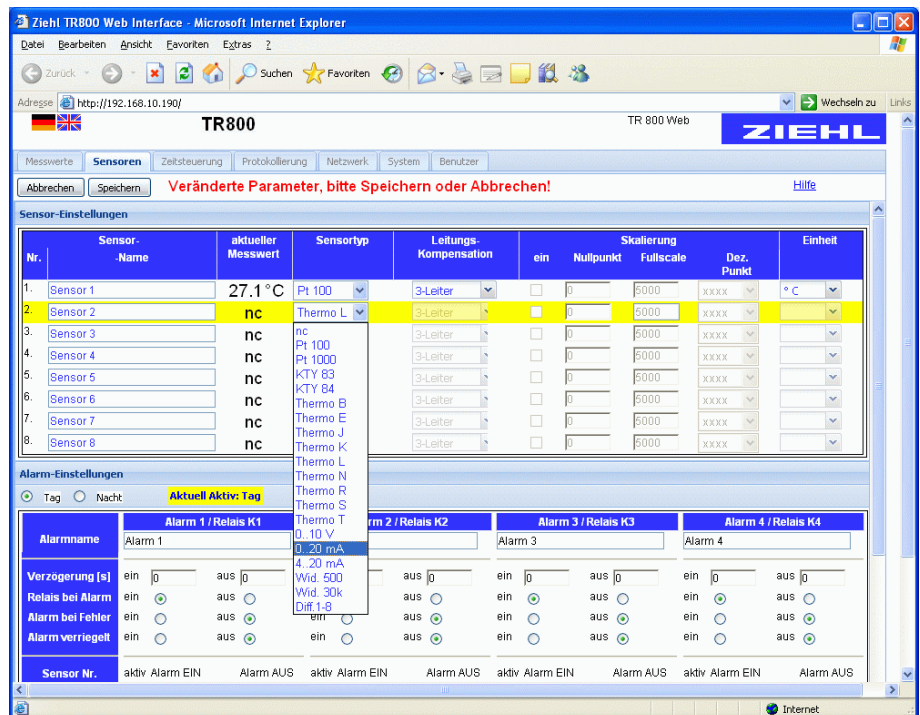 Ziehl TR800 Web Interface - Microsoft Internet Explorer
Datei Bearbeiten Ansicht Favoriten Extras ?
Zurück Suchen Favoriten
Adresse http://192.168.10.190/ Wechseln zu Links
TR800 TR 800 Web ZIEHL
Messwerte Sensoren Zeitsteuerung Protokollierung Netzwerk System Benutzer
Abbrechen Speichern Veränderte Parameter, bitte Speichern oder Abbrechen! Hilfe
Sensor-Einstellungen
Sensor- aktueller Sensortyp Leitungs- Skalierung Einheit
Nr. -Name Messwert Kompensation ein Nullpunkt Fullscale Dez.
Punkt
1. Sensor 1 27.1°C Pt 100 3-Leiter 0 5000 xxxx ° C
2. Sensor 2 nc Thermo L 3-Leiter 0 5000 xxxx
3. Sensor 3 nc 3-Leiter 0 5000 xxxx
4. Sensor 4 nc 3-Leiter 0 5000 xxxx
5. Sensor 5 nc 3-Leiter 0 5000 xxxx
6. Sensor 6 nc 3-Leiter 0 5000 xxxx
7. Sensor 7 nc 3-Leiter 0 5000 xxxx
8. Sensor 8 nc 3-Leiter 0 5000 xxxx
nc
Pt 100
Pt 1000
KTY 83
KTY 84
Thermo B
Thermo E
Thermo J
Thermo K
Thermo L
Thermo N
Thermo R
Thermo S
Thermo T
0..10 V
0..20 mA
4..20 mA
Wid. 500
Wid. 30k
Diff.1-8
Alarm-Einstellungen
Tag Nacht Aktuell Aktiv: Tag
Alarm 1 / Relais K1 rm 2 / Relais K2 Alarm 3 / Relais K3 Alarm 4 / Relais K4
Alarmname Alarm 1 Alarm 3 Alarm 4
Verzögerung [s] ein 0 aus 0 aus 0 ein 0 aus 0 ein 0 aus 0
Relais bei Alarm ein aus aus ein aus ein aus
Alarm bei Fehler ein aus ein aus ein aus ein aus
Alarm verriegelt ein aus ein aus ein aus ein aus
Sensor Nr. aktiv Alarm EIN Alarm AUS aktiv Alarm EIN Alarm AUS aktiv Alarm EIN Alarm AUS aktiv Alarm EIN Alarm AUS
Internet